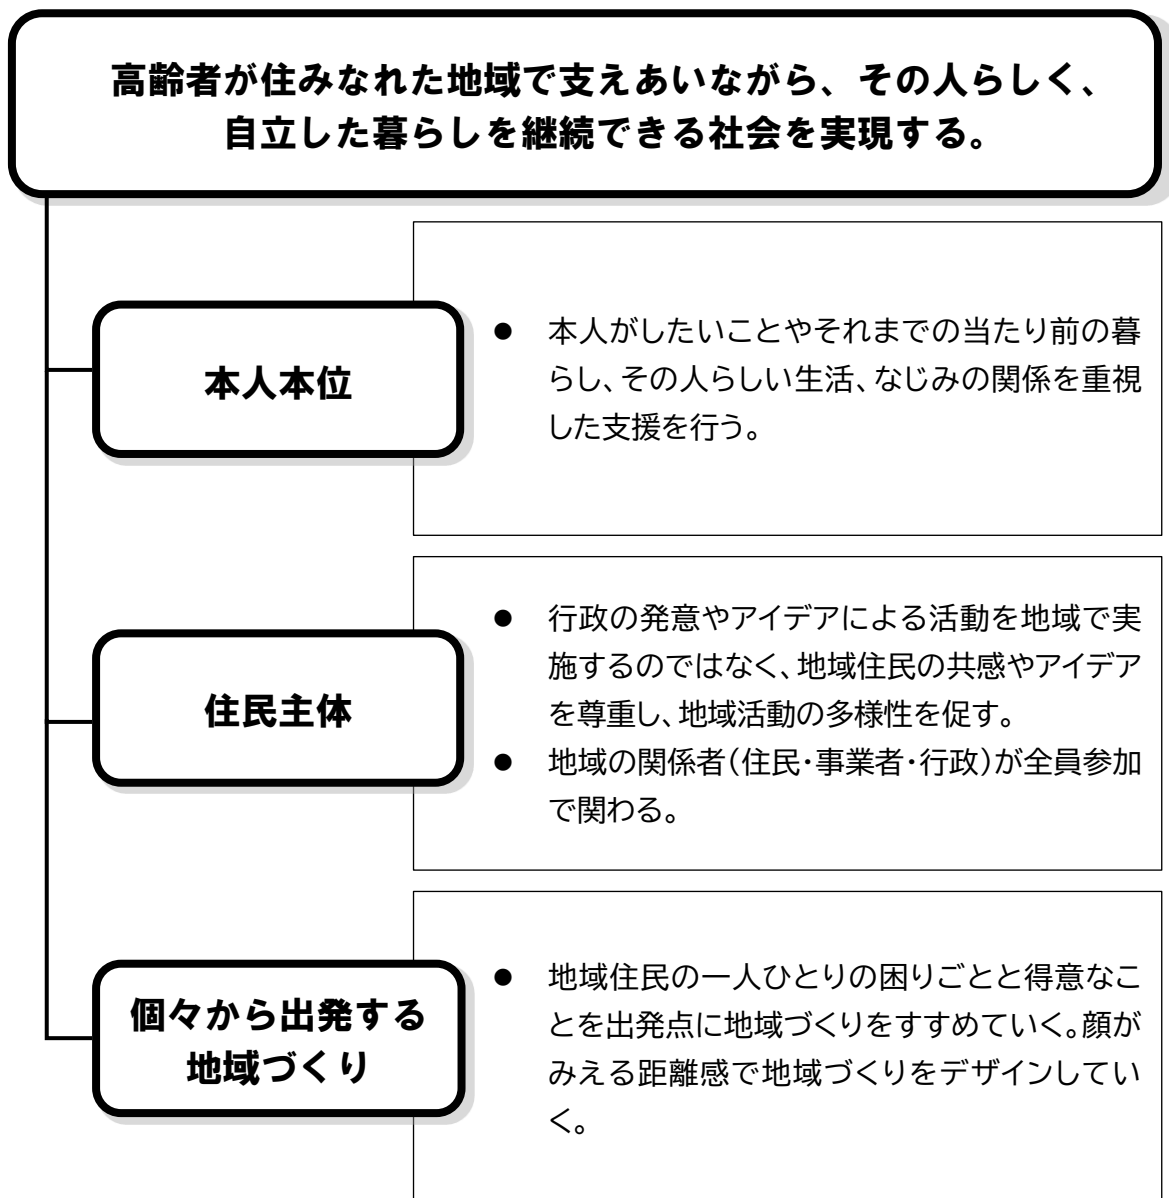 高齢者が住みなれた地域で支えあいながら、その人らしく、
自立した暮らしを継続できる社会を実現する。
本人本位
● 本人がしたいことやそれまでの当たり前の暮
らし、その人らしい生活、なじみの関係を重視
した支援を行う。
住民主体
● 行政の発意やアイデアによる活動を地域で実
施するのではなく、地域住民の共感やアイデア
を尊重し、地域活動の多様性を促す。
● 地域の関係者(住民・事業者・行政)が全員参加
で関わる。
個々から出発する
地域づくり
● 地域住民の一人ひとりの困りごとと得意なこ
とを出発点に地域づくりをすすめていく。顔が
みえる距離感で地域づくりをデザインしてい
く。